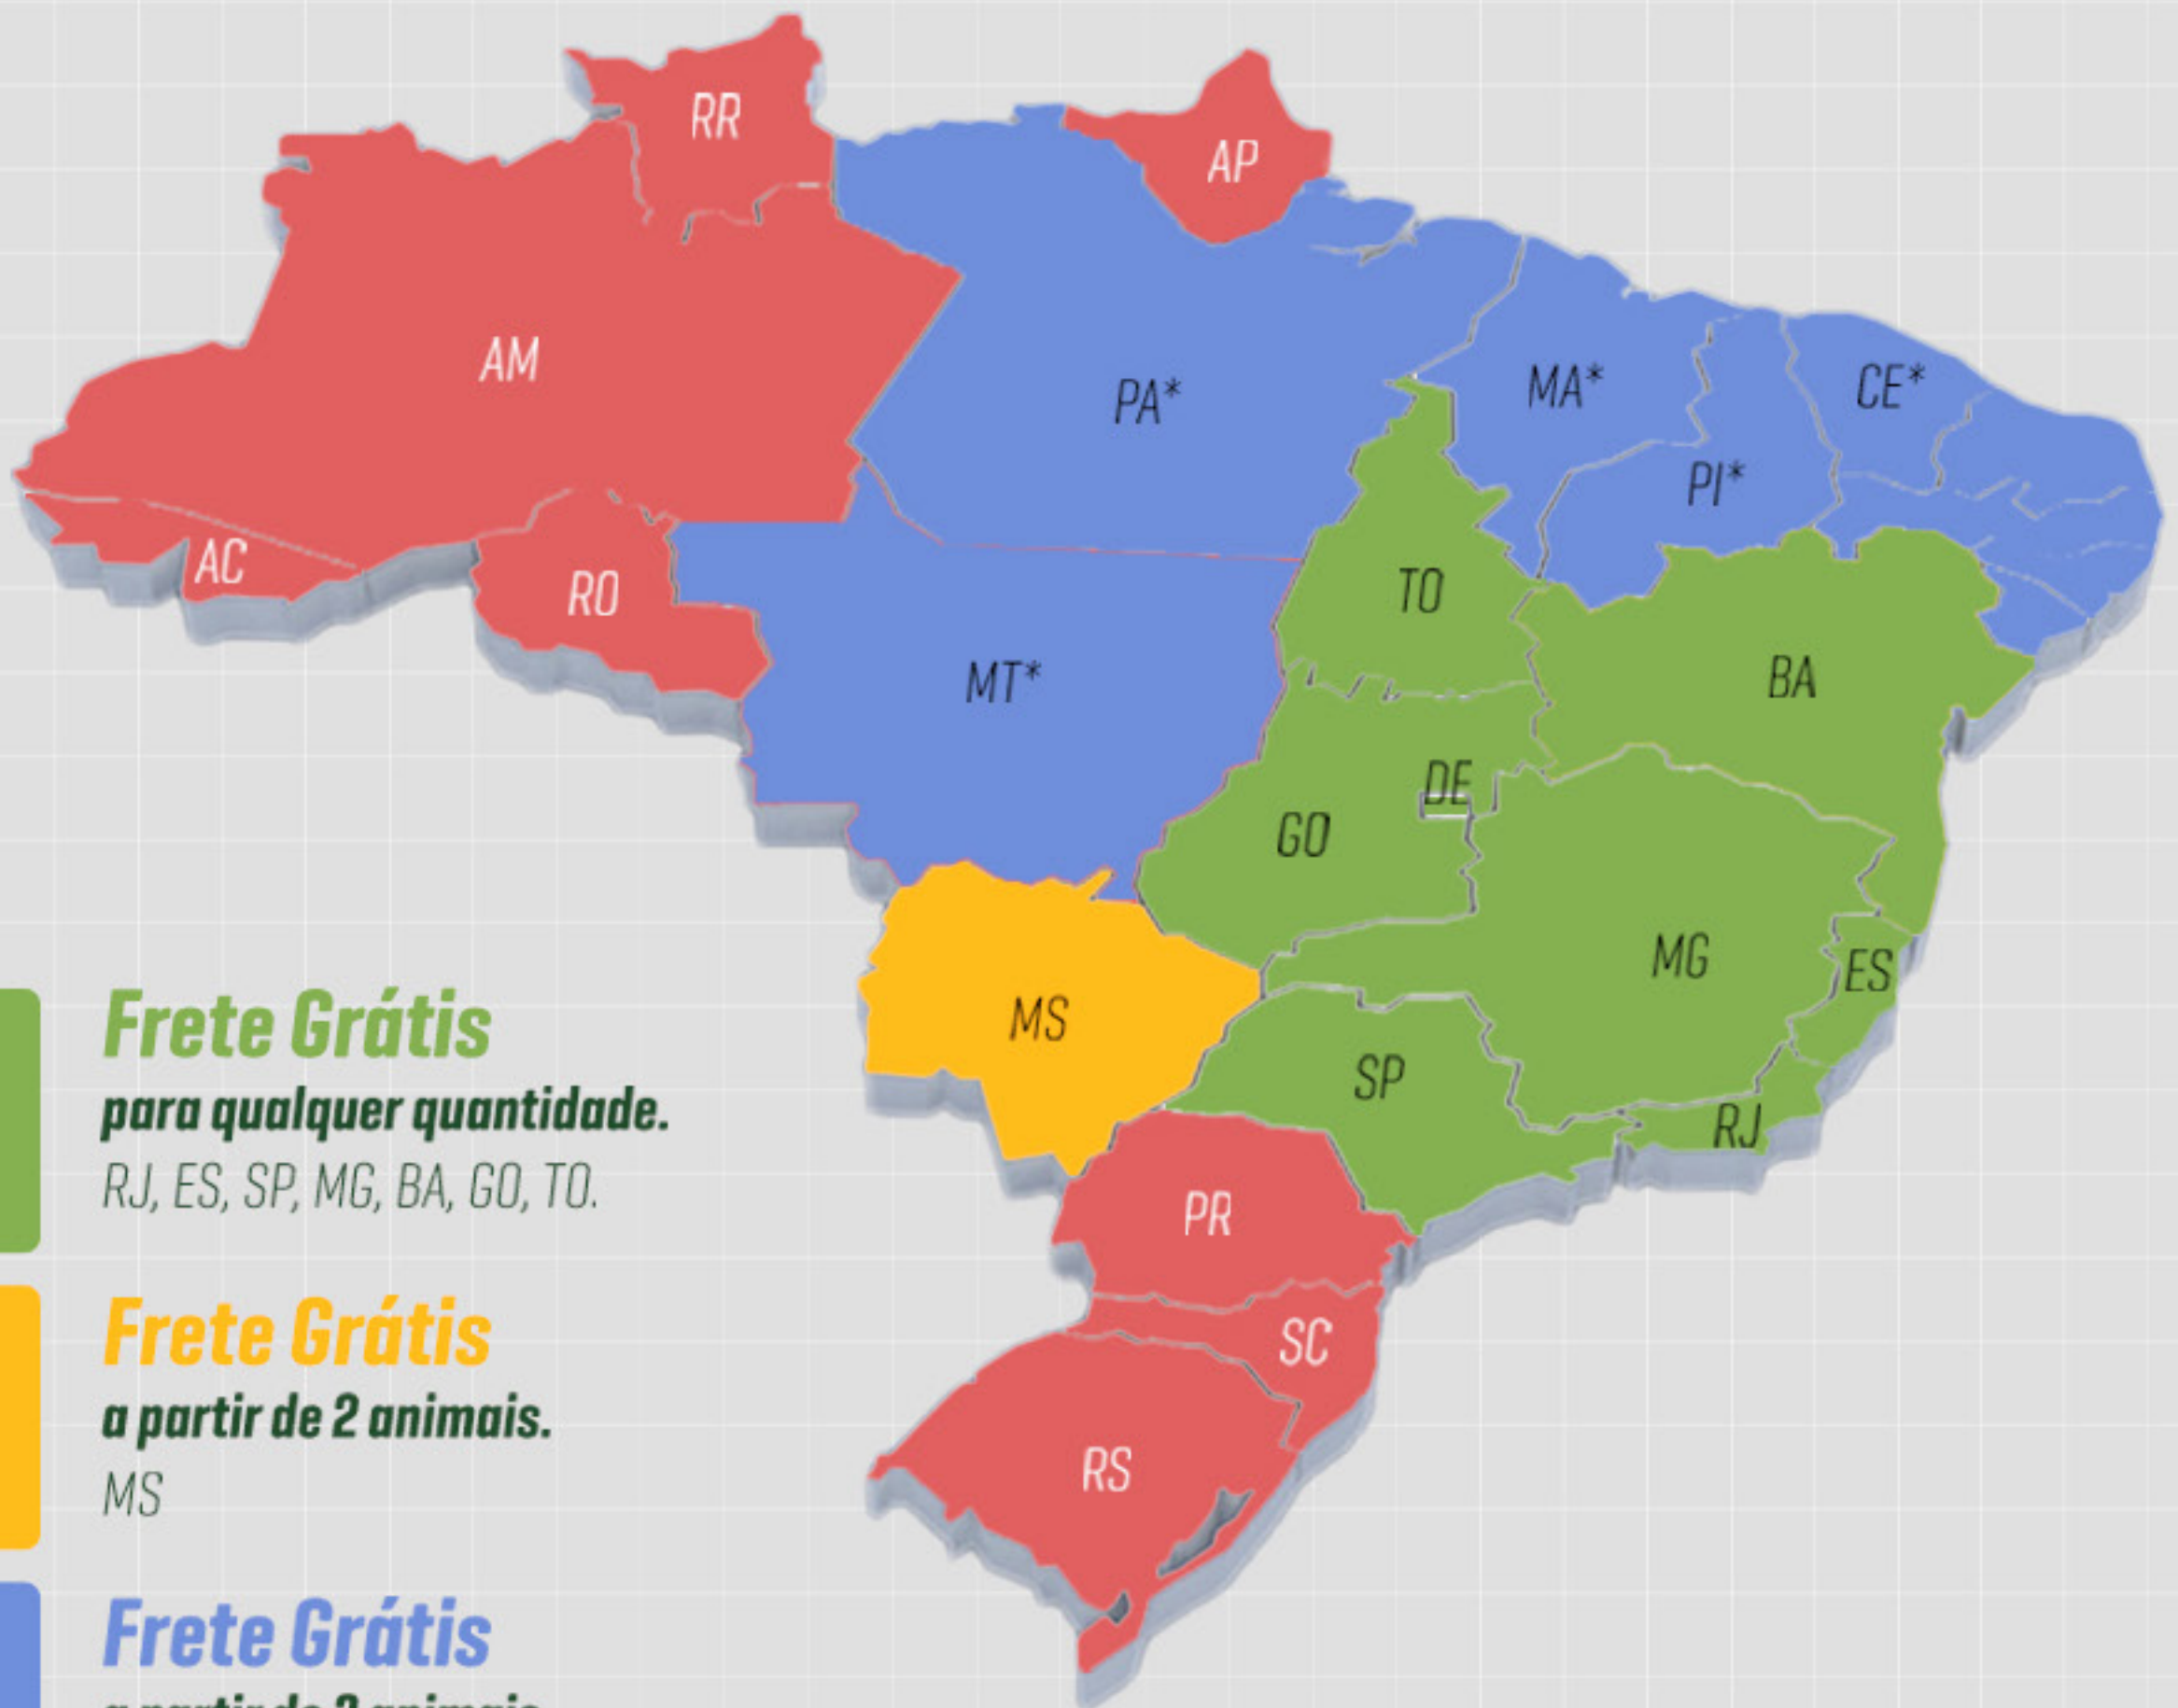 RR
AP
AM
PA*
MA*
CE*
PI*
AC
RO
TO
MT*
BA
DE
GO
MG
ES
MS
SP
RJ
PR
SC
RS
Frete Grátis
para qualquer quantidade.
RJ, ES, SP, MG, BA, GO, TO.
Frete Grátis
a partir de 2 animais.
MS
Frete Grátis